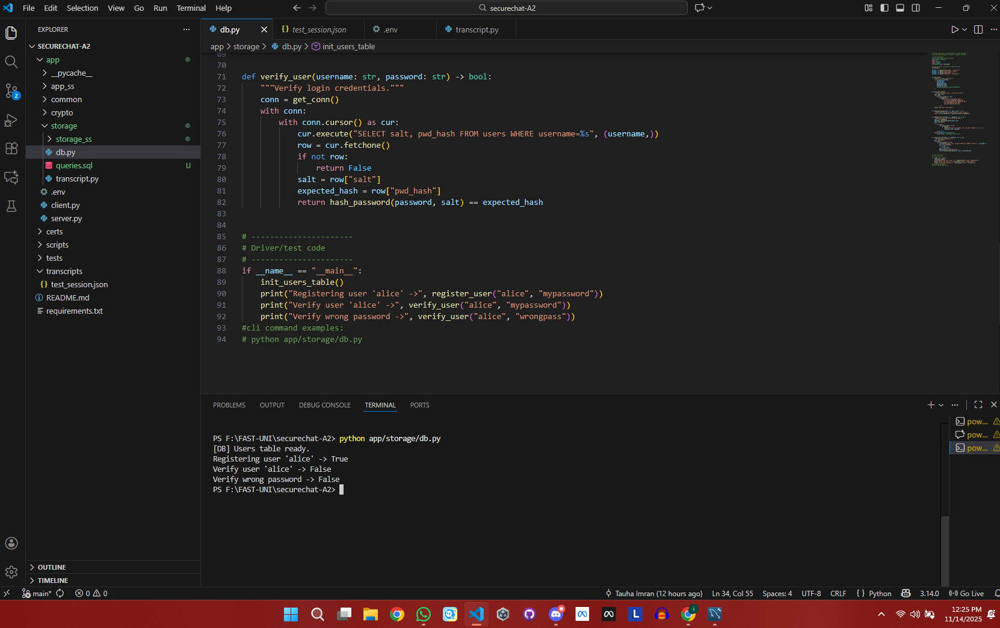 File Edit Selection View Go Run Terminal Help
securechat-A2
EXPLORER
SECURECHAT-A2
app
__pycache__
app_ss
common
crypto
storage
storage_ss
db.py
queries.sql U
transcript.py
.env
client.py
server.py
certs
scripts
tests
transcripts
{} test_session.json
README.md
requirements.txt
OUTLINE
TIMELINE
2
db.py
{} test_session.json
.env
transcript.py
app > storage > db.py > init_users_table
69
70
71 def verify_user(username: str, password: str) -> bool:
72 """Verify login credentials."""
73 conn = get_conn()
74 with conn:
75 with conn.cursor() as cur:
76 cur.execute("SELECT salt, pwd_hash FROM users WHERE username=%s", (username,))
77 row = cur.fetchone()
78 if not row:
79 return False
80 salt = row["salt"]
81 expected_hash = row["pwd_hash"]
82 return hash_password(password, salt) == expected_hash
83
84
85 # ----------------------
86 # Driver/test code
87 # ----------------------
88 if __name__ == "__main__":
89 init_users_table()
90 print("Registering user 'alice' ->", register_user("alice", "mypassword"))
91 print("Verify user 'alice' ->", verify_user("alice", "mypassword"))
92 print("Verify wrong password ->", verify_user("alice", "wrongpass"))
93 #cli command examples:
94 # python app/storage/db.py
PROBLEMS OUTPUT DEBUG CONSOLE TERMINAL PORTS
PS F:\FAST-UNI\securechat-A2> python app/storage/db.py
[DB] Users table ready.
Registering user 'alice' -> True
Verify user 'alice' -> False
Verify wrong password -> False
PS F:\FAST-UNI\securechat-A2>
pow...
pow...
pow...
main* 0 0
Tauha Imran (12 hours ago) Ln 34, Col 55 Spaces: 4 UTF-8 CRLF {} Python 3.14.0 Go Live
L
12:25 PM
11/14/2025